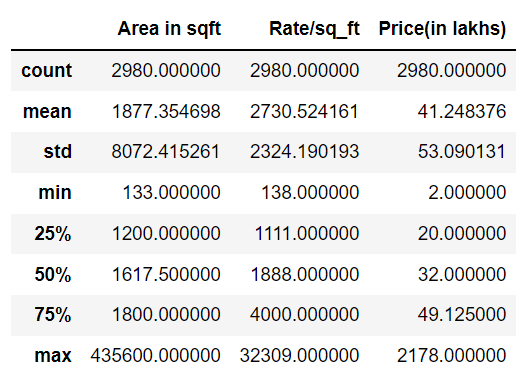 Area in sqft Rate/sq_ft Price(in lakhs)
count 2980.000000 2980.000000 2980.000000
mean 1877.354698 2730.524161 41.248376
std 8072.415261 2324.190193 53.090131
min 133.000000 138.000000 2.000000
25% 1200.000000 1111.000000 20.000000
50% 1617.500000 1888.000000 32.000000
75% 1800.000000 4000.000000 49.125000
max 435600.000000 32309.000000 2178.000000